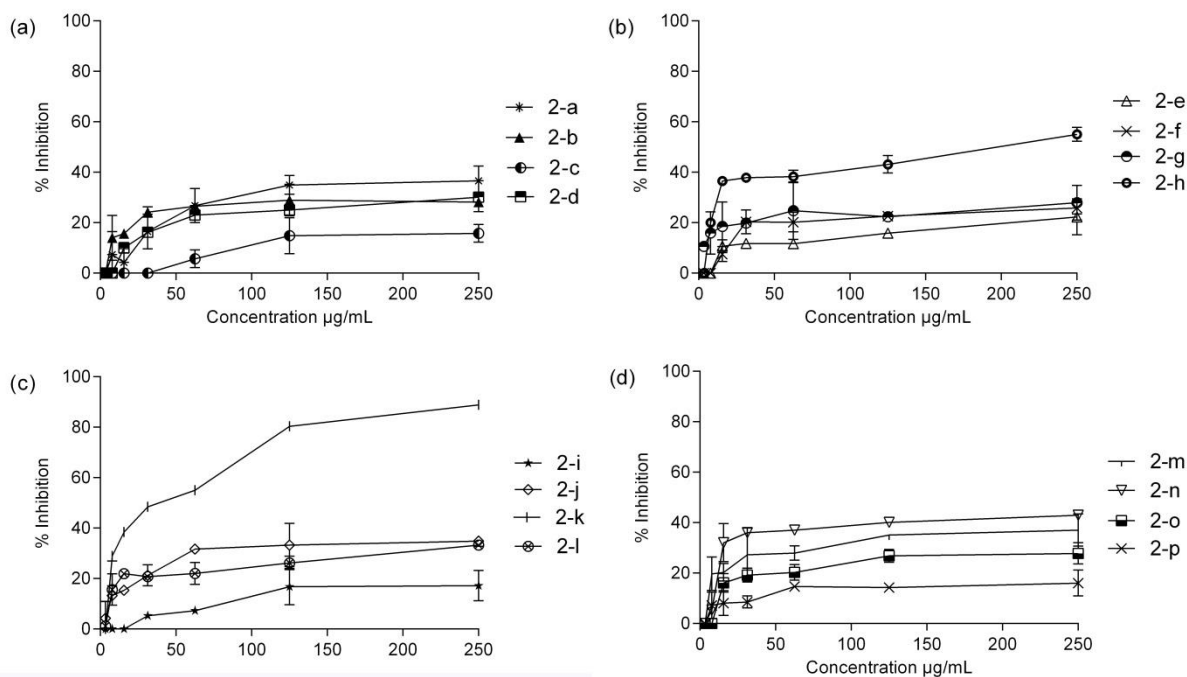 (a)
100
80
60
40
20
0
% Inhibition
0 50 100 150 200 250
Concentration µg/mL
2-a
2-b
2-c
2-d
(b)
100
80
60
40
20
0
% Inhibition
0 50 100 150 200 250
Concentration µg/mL
2-e
2-f
2-g
2-h
(c)
100
80
60
40
20
0
% Inhibition
0 50 100 150 200 250
2-i
2-j
2-k
2-l
(d)
100
80
60
40
20
0
% Inhibition
0 50 100 150 200 250
Concentration µg/mL
2-m
2-n
2-o
2-p